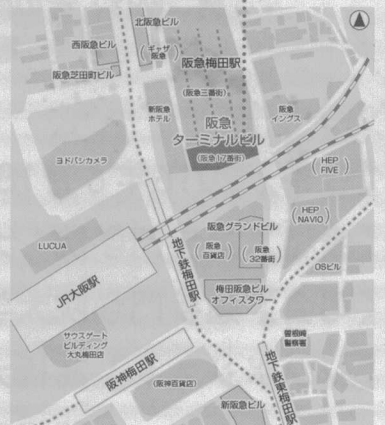 北阪急ビル
西阪急ビル
(ギャザ
阪急)
阪急梅田駅
阪急芝田町ビル
(阪急三番街)
新阪急
ホテル
阪急
イングス
阪急
ターミナルビル
(阪急17番街)
ヨドバシカメラ
(HEP
FIVE)
(HEP
NAVIO)
阪急グランドビル
LUCUA
地下鉄梅田駅
(阪急
百貨店)
(阪急
32番街)
OSビル
JR大阪駅
梅田阪急ビル
オフィスタワー
サウスゲート
ビルディング
大丸梅田店
曽根崎
警察署
阪神梅田駅
(阪神百貨店)
地下鉄東梅田駅
新阪急ビル